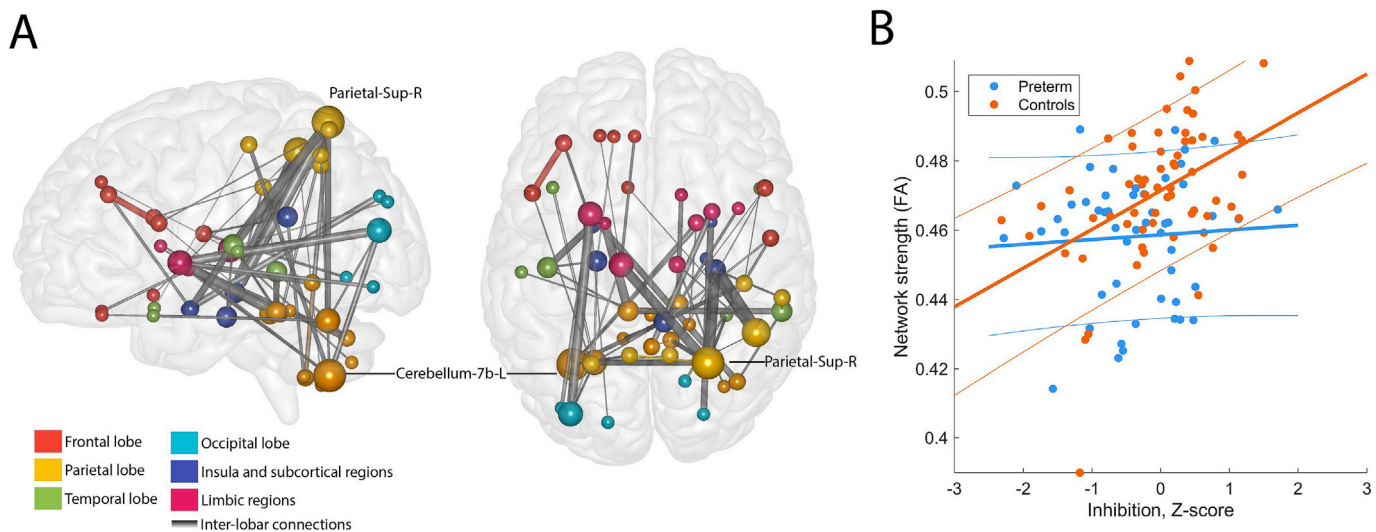 A
Parietal-Sup-R
Cerebellum-7b-L
Parietal-Sup-R
Frontal lobe
Parietal lobe
Temporal lobe
Occipital lobe
Insula and subcortical regions
Limbic regions
Inter-lobar connections
B
Preterm
Controls
Network strength (FA)
0.5
0.48
0.46
0.44
0.42
0.4
-3
-2
-1
0
1
2
3
Inhibition, Z-score